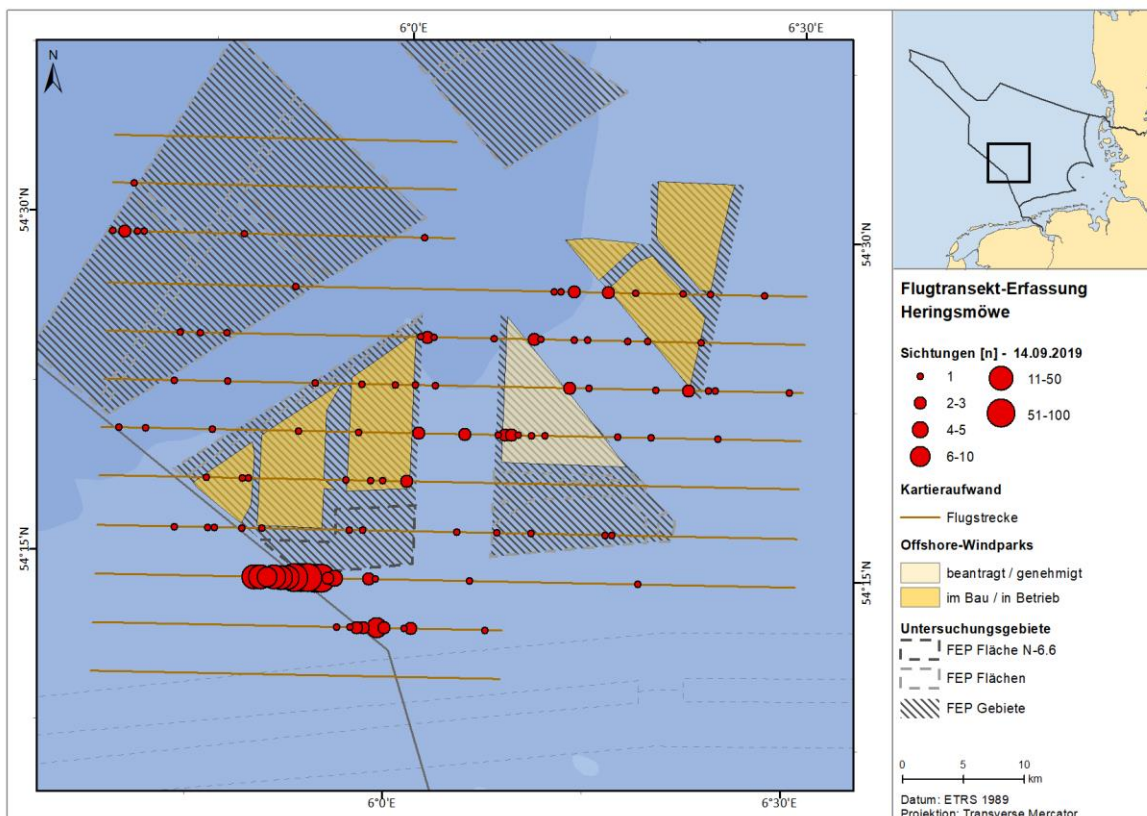 6°0'E
6°30'E
N
54°30'N
54°30'N
54°15'N
54°15'N
6°0'E
6°30'E
Flugtransekt-Erfassung
Heringsmöwe
Sichtungen [n] - 14.09.2019
1
11-50
2-3
51-100
4-5
6-10
Kartieraufwand
Flugstrecke
Offshore-Windparks
beantragt / genehmigt
im Bau / in Betrieb
Untersuchungsgebiete
FEP Fläche N-6.6
FEP Flächen
FEP Gebiete
0 5 10
km
Datum: ETRS 1989
Projektion: Transverse Mercator